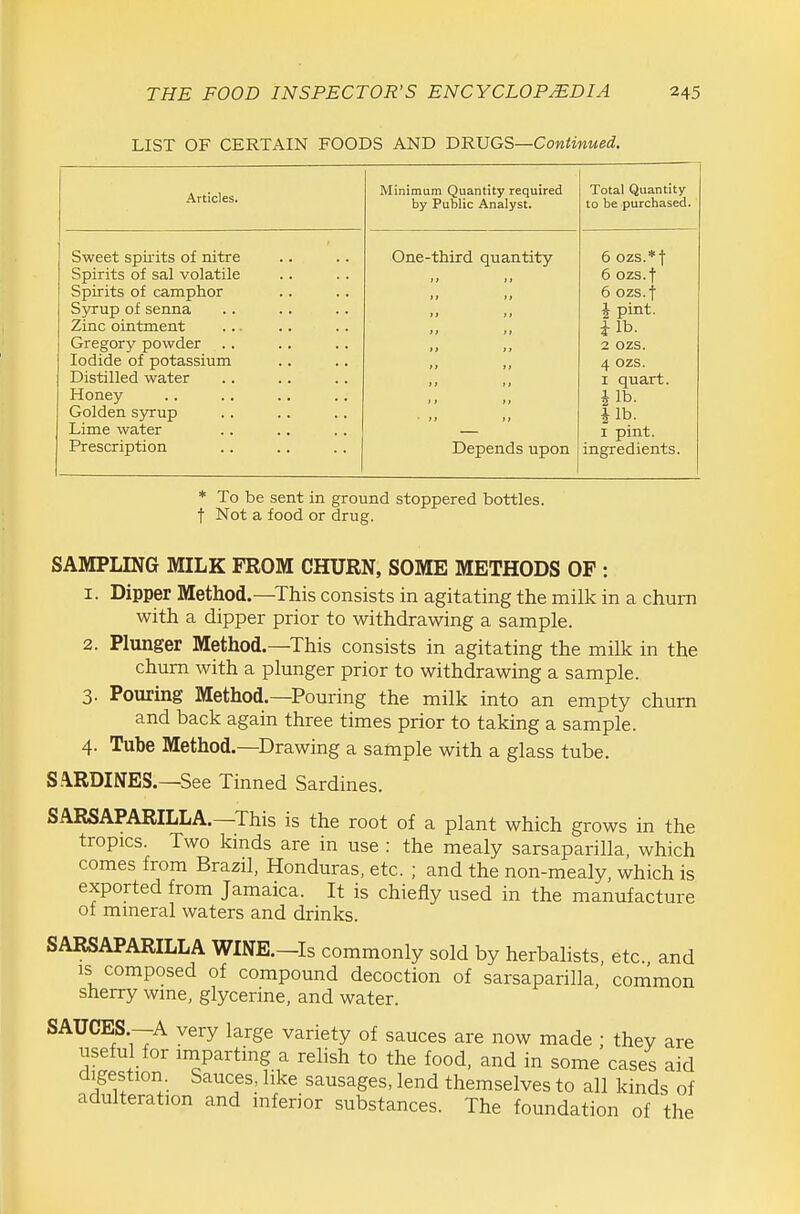 THE FOOD INSPECTOR'S ENCYCLOPÆDIA 245
LIST OF CERTAIN FOODS AND DRUGS—Continued.
Articles. Minimum Quantity required by Public Analyst. Total Quantity to be purchased.
Sweet spirits of nitre .. .. One-third quantity 6 ozs.*†
Spirits of sal volatile .. .. ,, ,, 6 ozs.†
Spirits of camphor .. .. ,, ,, 6 ozs.†
Syrup of senna .. .. .. ,, ,, ½ pint.
Zinc ointment ... .. .. ,, ,, ¼ lb.
Gregory powder .. .. .. ,, ,, 2 ozs.
Iodide of potassium .. .. ,, ,, 4 ozs.
Distilled water .. .. .. ,, ,, 1 quart.
Honey .. .. .. .. ,, ,, ½ lb.
Golden syrup .. .. .. ,, ,, ½ lb.
Lime water .. .. .. — 1 pint.
Prescription .. .. .. Depends upon ingredients.
* To be sent in ground stoppered bottles.
† Not a food or drug.
SAMPLING MILK FROM CHURN, SOME METHODS OF :
1. Dipper Method.—This consists in agitating the milk in a churn
with a dipper prior to withdrawing a sample.
2. Plunger Method.—This consists in agitating the milk in the
churn with a plunger prior to withdrawing a sample.
3. Pouring Method.—Pouring the milk into an empty churn
and back again three times prior to taking a sample.
4. Tube Method.—Drawing a sample with a glass tube.
SARDINES.—See Tinned Sardines.
SARSAPARILLA.—This is the root of a plant which grows in the
tropics. Two kinds are in use : the mealy sarsaparilla, which
comes from Brazil, Honduras, etc. ; and the non-mealy, which is
exported from Jamaica. It is chiefly used in the manufacture
of mineral waters and drinks.
SARSAPARILLA WINE.—Is commonly sold by herbalists, etc., and
is composed of compound decoction of sarsaparilla, common
sherry wine, glycerine, and water.
SAUCES.—A very large variety of sauces are now made ; they are
useful for imparting a relish to the food, and in some cases aid
digestion. Sauces, like sausages, lend themselves to all kinds of
adulteration and inferior substances. The foundation of the